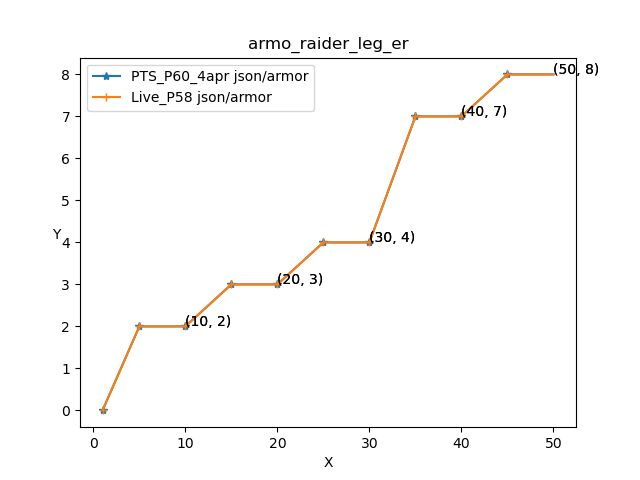 armo_raider_leg_er
PTS_P60_4apr json/armor
Live_P58 json/armor
(50, 8)
(40, 7)
(30, 4)
(20, 3)
(10, 2)
8
7
6
5
4
3
2
1
0
Y
0 10 20 30 40 50
X